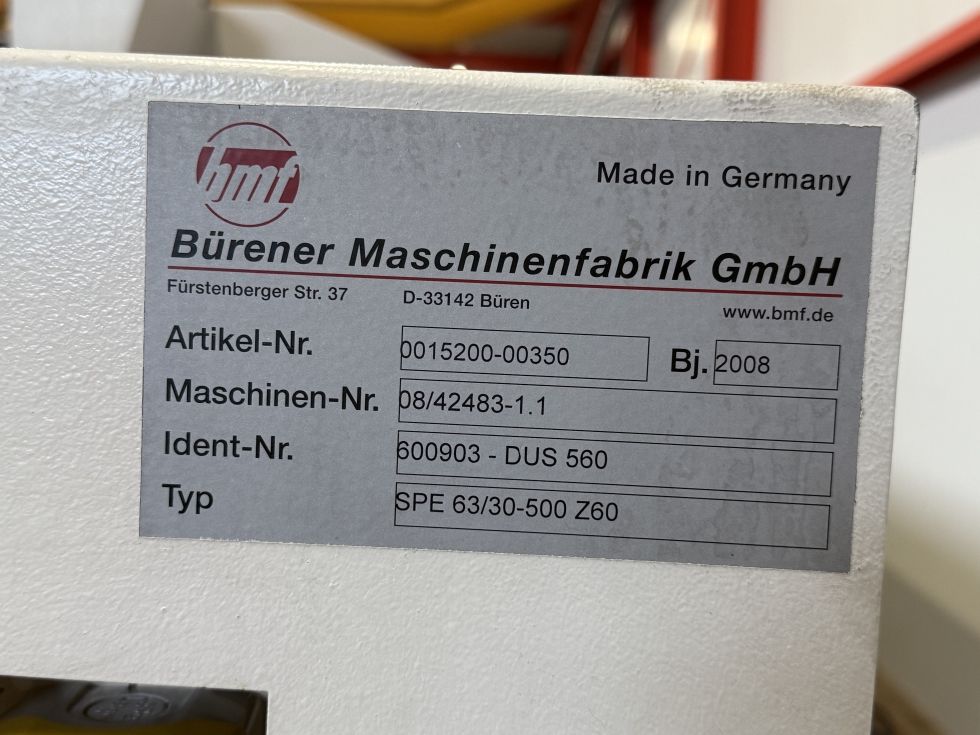 bmf
Made in Germany
Bürener Maschinenfabrik GmbH
Fürstenberger Str. 37 D-33142 Büren www.bmf.de
Artikel-Nr. 0015200-00350 Bj. 2008
Maschinen-Nr. 08/42483-1.1
Ident-Nr. 600903 - DUS 560
Typ SPE 63/30-500 Z60